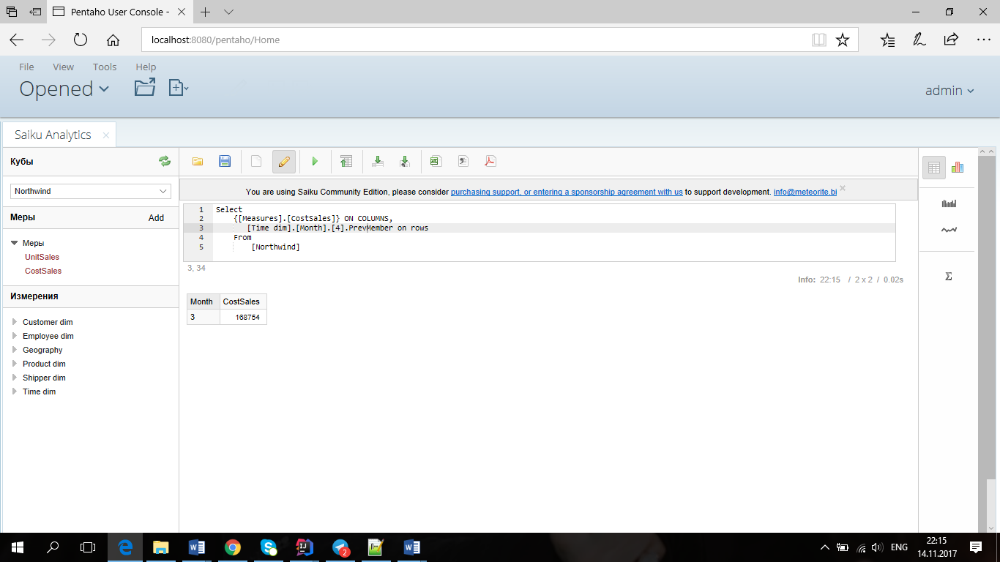 Pentaho User Console -
localhost:8080/pentaho/Home
File View Tools Help
Opened
admin
Saiku Analytics
Кубы
Northwind
Меры Add
Меры
UnitSales
CostSales
Измерения
Customer dim
Employee dim
Geography
Product dim
Shipper dim
Time dim
You are using Saiku Community Edition, please consider purchasing support, or entering a sponsorship agreement with us to support development. info@meteorite.bi
1 Select
2 {[Measures].[CostSales]} ON COLUMNS,
3 [Time dim].[Month].[4].PrevMember on rows
4 From
5 [Northwind]
3, 34
Info: 22:15 / 2 x 2 / 0.02s
Month CostSales
3 168754
Σ
2
ENG
22:15
14.11.2017